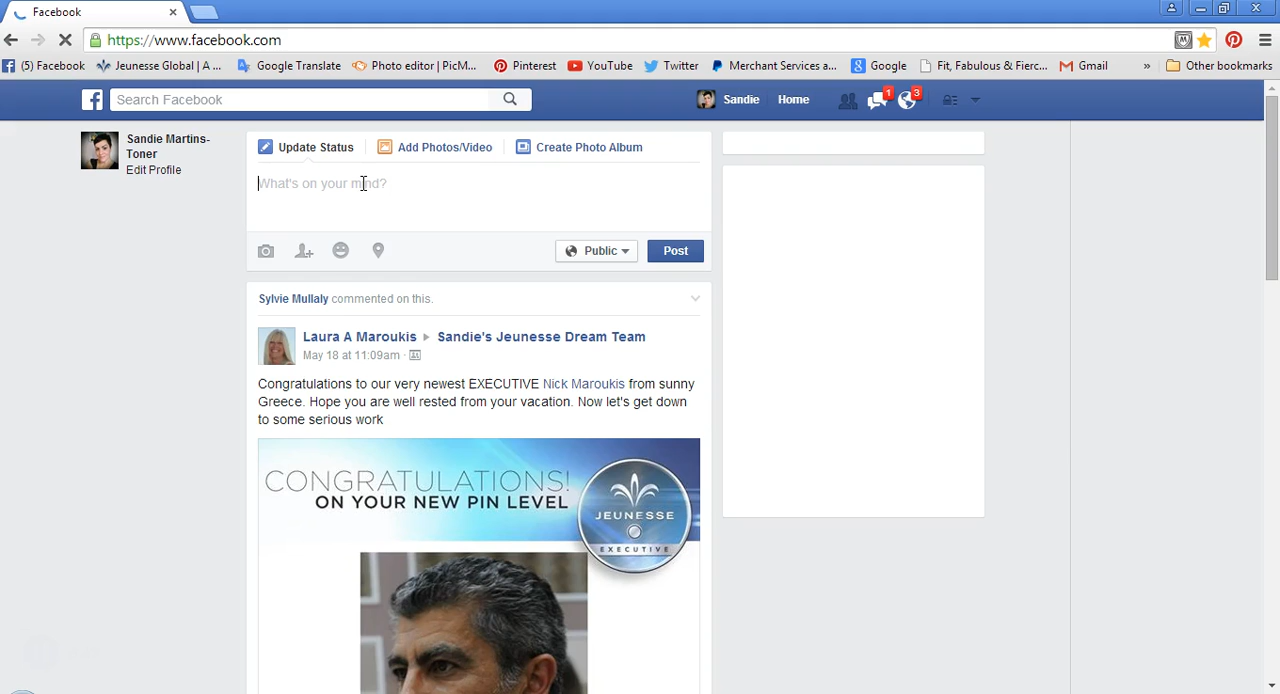 Facebook
https://www.facebook.com
(5) Facebook Jeunesse Global | A ... Google Translate Photo editor | PicM... Pinterest YouTube Twitter Merchant Services a... Google Fit, Fabulous & Fierc... Gmail » Other bookmarks
Search Facebook
Sandie Home 1 3
Sandie Martins-
Toner
Edit Profile
Update Status Add Photos/Video Create Photo Album
What's on your mind?
Public Post
Sylvie Mullaly commented on this.
Laura A Maroukis Sandie's Jeunesse Dream Team
May 18 at 11:09am ·
Congratulations to our very newest EXECUTIVE Nick Maroukis from sunny
Greece. Hope you are well rested from your vacation. Now let's get down
to some serious work
CONGRATULATIONS!
ON YOUR NEW PIN LEVEL
JEUNESSE
EXECUTIVE